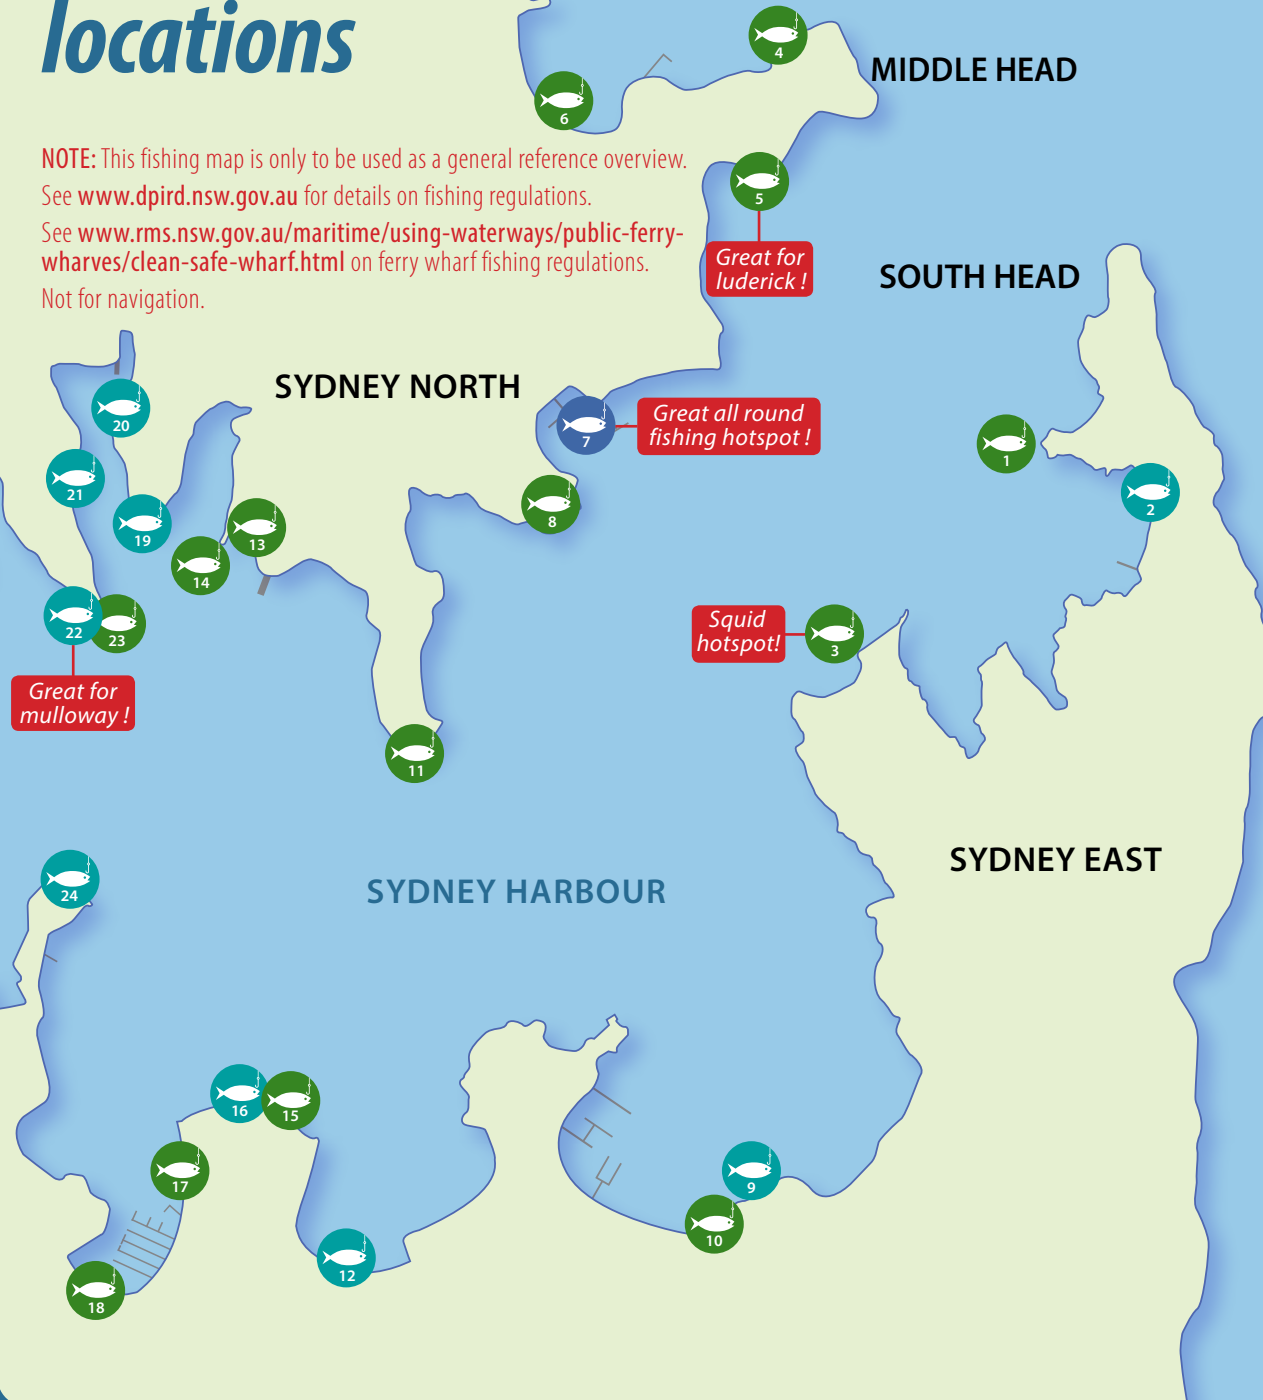 locations
NOTE: This fishing map is only to be used as a general reference overview.
See www.dpird.nsw.gov.au for details on fishing regulations.
See www.rms.nsw.gov.au/maritime/using-waterways/public-ferry-
wharves/clean-safe-wharf.html on ferry wharf fishing regulations.
Not for navigation.
4
MIDDLE HEAD
6
5
Great for
luderick !
SOUTH HEAD
SYDNEY NORTH
20
7
Great all round
fishing hotspot !
1
21
2
8
19
13
14
22
23
Great for
mulloway !
Squid
hotspot!
3
11
SYDNEY EAST
24
SYDNEY HARBOUR
16
15
17
9
10
12
18